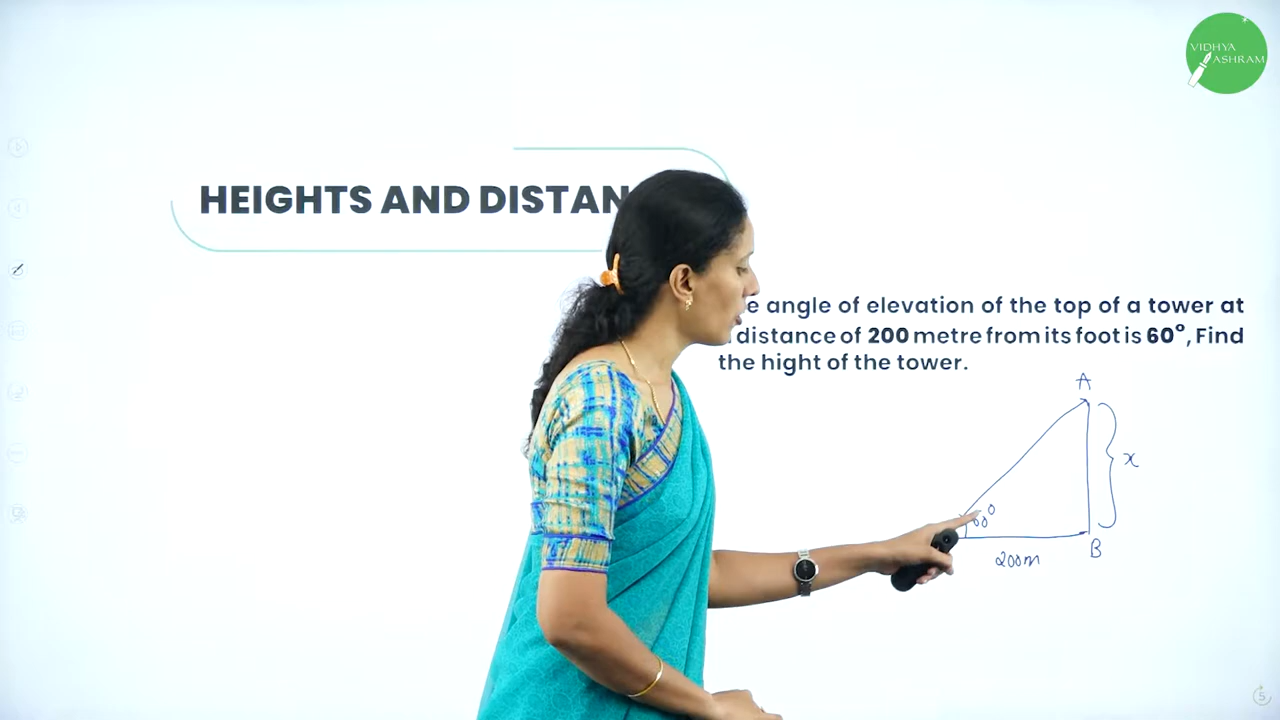 VIDHYA
ASHRAM
HEIGHTS AND DISTAN
e angle of elevation of the top of a tower at
distance of 200 metre from its foot is 60°, Find
the hight of the tower.
A
x
60°
B
200m
5